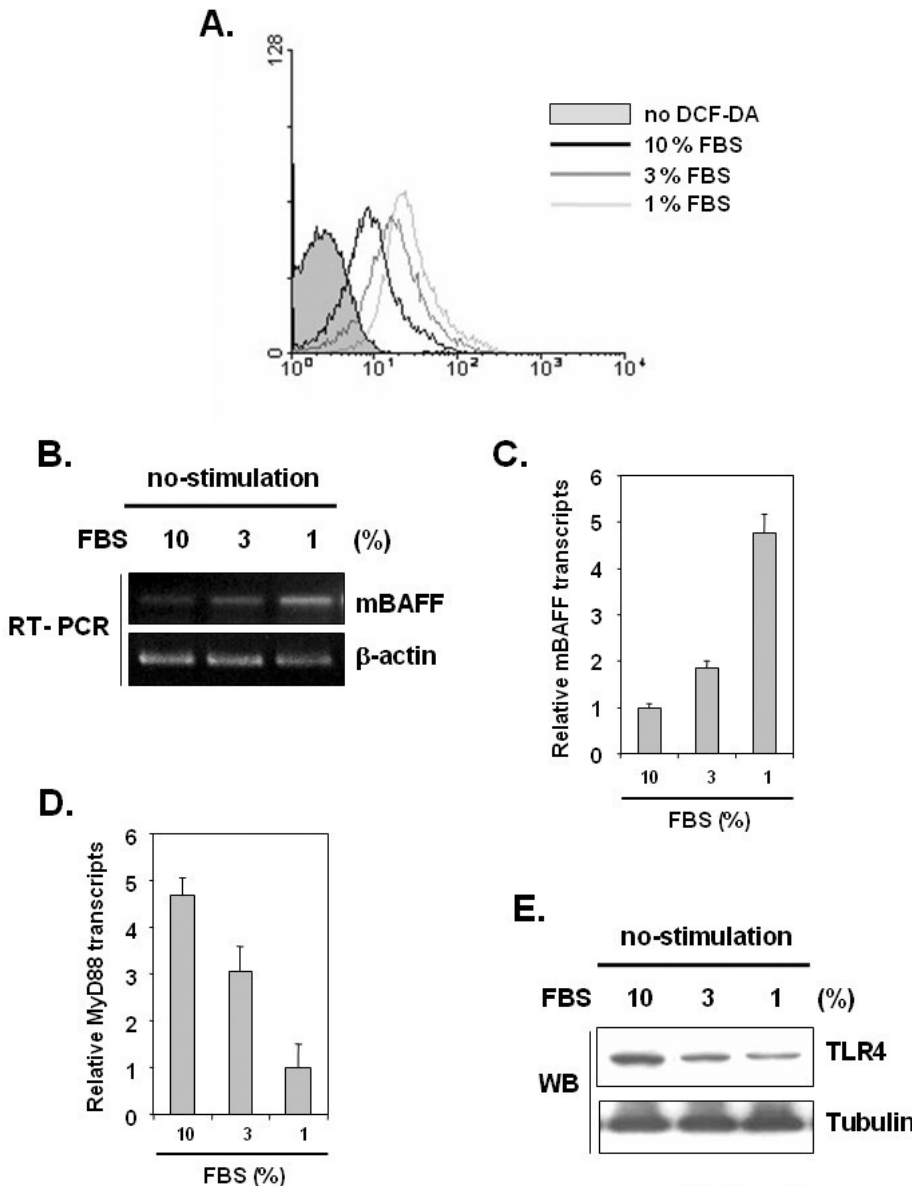 A.
128
0
10⁰ 10¹ 10² 10³ 10⁴
no DCF-DA
10 % FBS
3 % FBS
1 % FBS
B.
no-stimulation
FBS 10 3 1 (%)
RT- PCR
mBAFF
β-actin
C.
Relative mBAFF transcripts
6
5
4
3
2
1
0
10 3 1
FBS (%)
D.
Relative MyD88 transcripts
6
5
4
3
2
1
0
10 3 1
FBS (%)
E.
no-stimulation
FBS 10 3 1 (%)
WB
TLR4
Tubulin